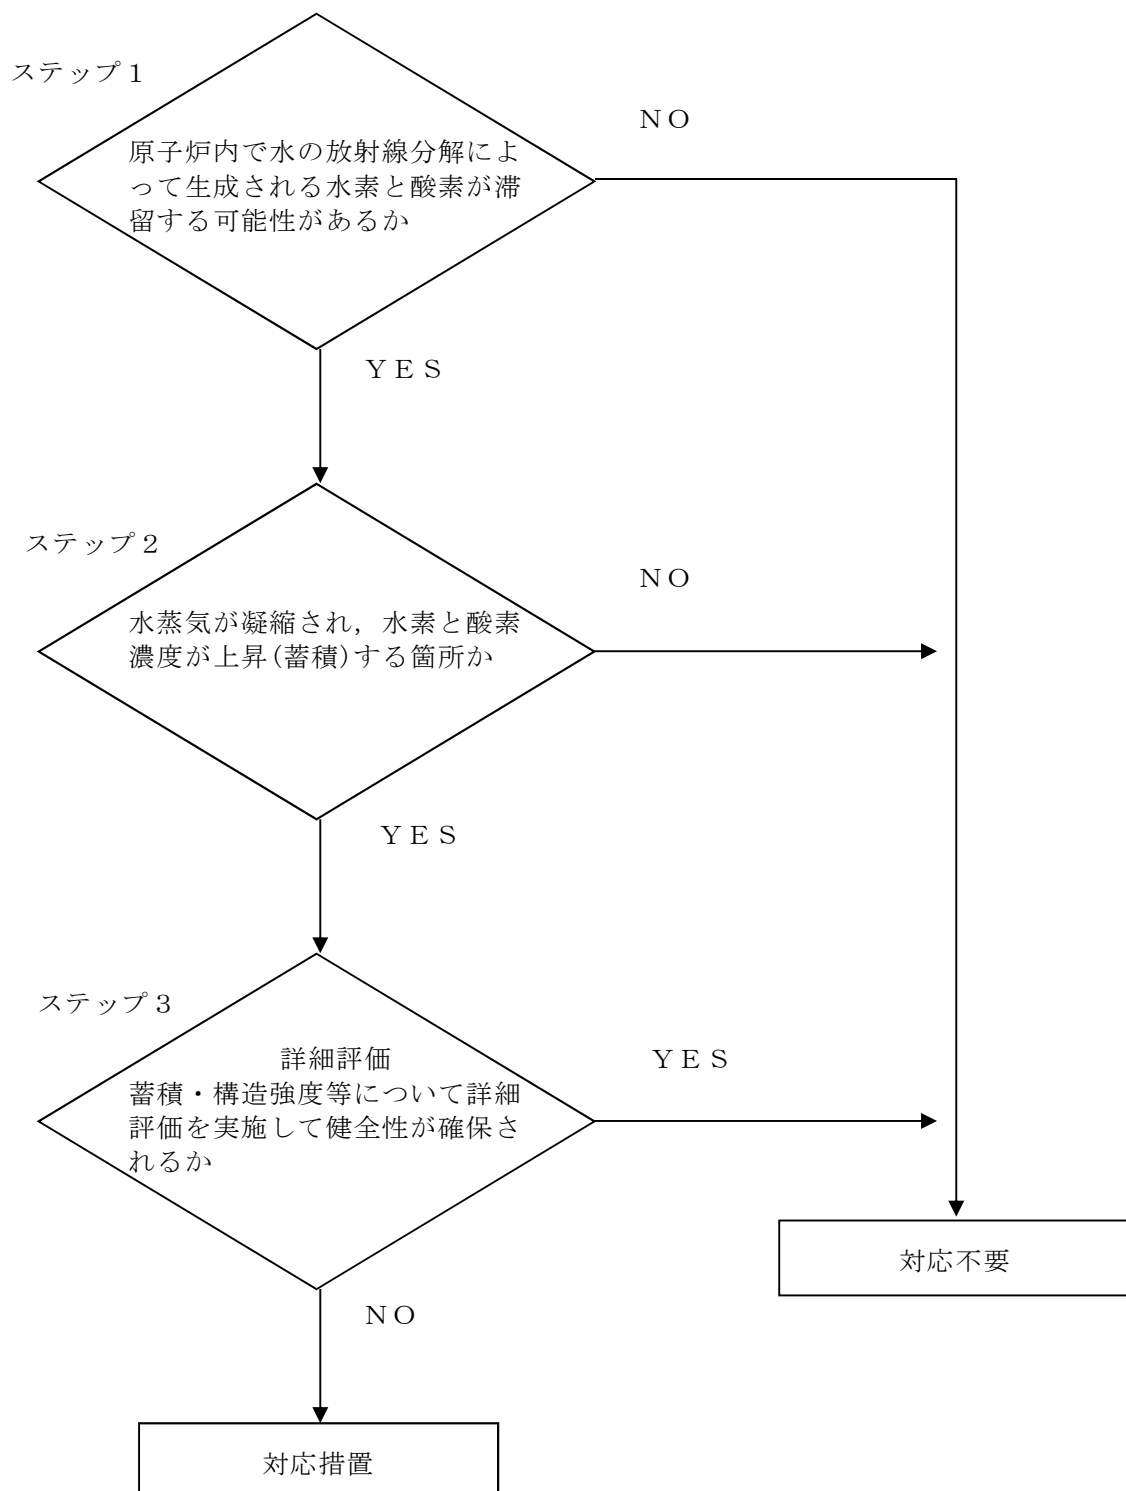 ステップ１
NO
原子炉内で水の放射線分解によ
って生成される水素と酸素が滞
留する可能性があるか
YES
ステップ２
NO
水蒸気が凝縮され，水素と酸素
濃度が上昇(蓄積)する箇所か
YES
ステップ３
詳細評価
YES
蓄積・構造強度等について詳細
評価を実施して健全性が確保さ
れるか
対応不要
NO
対応措置